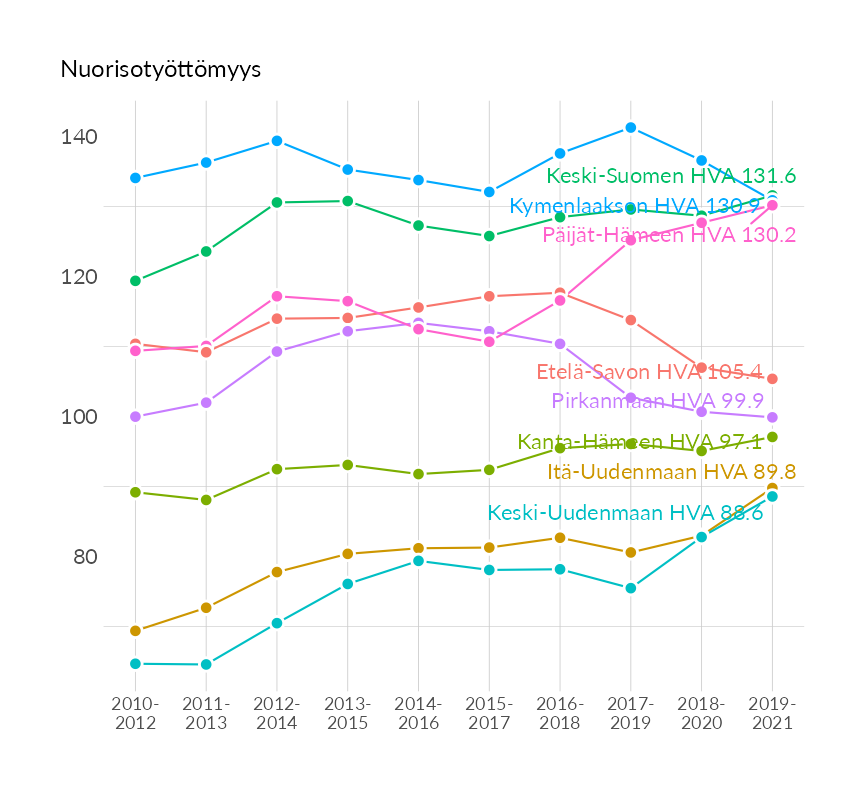 Nuorisotyöttömyys
140
Keski-Suomen HVA 131.6
Kymenlaakson HVA 130.9
Päijät-Hämeen HVA 130.2
120
Etelä-Savon HVA 105.4
Pirkanmaan HVA 99.9
100
Kanta-Hämeen HVA 97.1
Itä-Uudenmaan HVA 89.8
Keski-Uudenmaan HVA 88.6
80
2010- 2011- 2012- 2013- 2014- 2015- 2016- 2017- 2018- 2019-
2012 2013 2014 2015 2016 2017 2018 2019 2020 2021